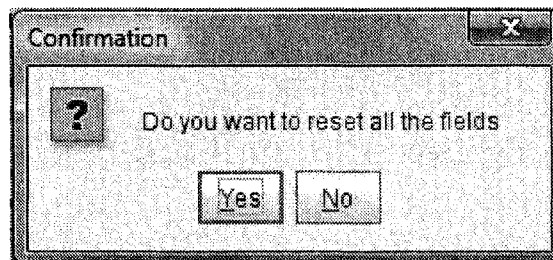 Confirmation
?
Do you want to reset all the fields
Yes No